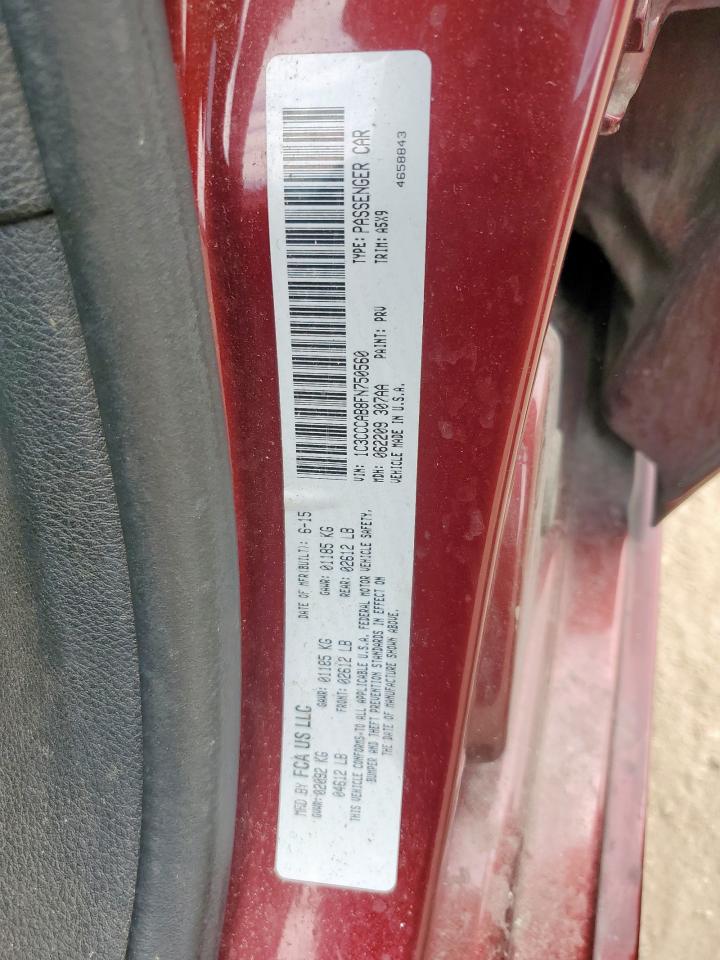 MFD BY FCA US LLC DATE OF MFR(BUILT): 6-15
GVWR:02092 KG GAWR: 01185 KG GAWR: 01185 KG
04612 LB FRONT: 02612 LB REAR: 02612 LB
THIS VEHICLE CONFORMS TO ALL APPLICABLE U.S.A. FEDERAL MOTOR VEHICLE SAFETY,
BUMPER AND THEFT PREVENTION STANDARDS IN EFFECT ON
THE DATE OF MANUFACTURE SHOWN ABOVE.
VIN: 1C3CCCAB8FN750560 TYPE: PASSENGER CAR
MDH: 062209 307AA PAINT: PRV TRIM: A5X9
VEHICLE MADE IN U.S.A. 4658843